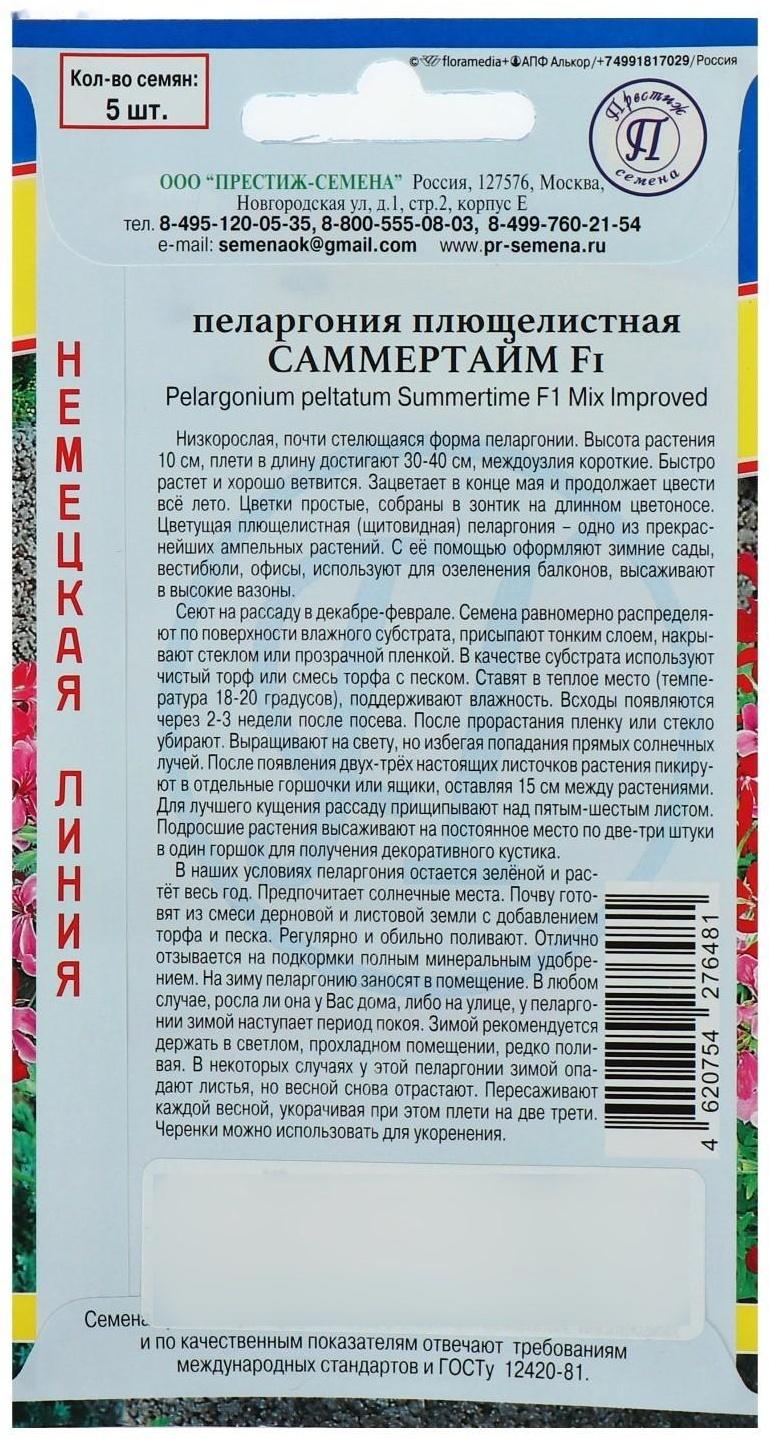 © floramedia+АПФ Алькор/+74991817029/Россия
Кол-во семян:
5 шт.
Престиж
П
семена
ООО “ПРЕСТИЖ-СЕМЕНА” Россия, 127576, Москва,
Новгородская ул, д.1, стр.2, корпус Е
тел. 8-495-120-05-35, 8-800-555-08-03, 8-499-760-21-54
e-mail: semenaok@gmail.com www.pr-semena.ru
НЕМЕЦКАЯ ЛИНИЯ
пеларгония плющелистная
САММЕРТАЙМ F1
Pelargonium peltatum Summertime F1 Mix Improved
Низкорослая, почти стелющаяся форма пеларгонии. Высота растения
10 см, плети в длину достигают 30-40 см, междоузлия короткие. Быстро
растет и хорошо ветвится. Зацветает в конце мая и продолжает цвести
всё лето. Цветки простые, собраны в зонтик на длинном цветоносе.
Цветущая плющелистная (щитовидная) пеларгония – одно из прекрас-
нейших ампельных растений. С её помощью оформляют зимние сады,
вестибюли, офисы, используют для озеленения балконов, высаживают
в высокие вазоны.
Сеют на рассаду в декабре-феврале. Семена равномерно распределя-
ют по поверхности влажного субстрата, присыпают тонким слоем, накры-
вают стеклом или прозрачной пленкой. В качестве субстрата используют
чистый торф или смесь торфа с песком. Ставят в теплое место (темпе-
ратура 18-20 градусов), поддерживают влажность. Всходы появляются
через 2-3 недели после посева. После прорастания пленку или стекло
убирают. Выращивают на свету, но избегая попадания прямых солнечных
лучей. После появления двух-трёх настоящих листочков растения пикиру-
ют в отдельные горшочки или ящики, оставляя 15 см между растениями.
Для лучшего кущения рассаду прищипывают над пятым-шестым листом.
Подросшие растения высаживают на постоянное место по две-три штуки
в один горшок для получения декоративного кустика.
В наших условиях пеларгония остается зелёной и рас-
тёт весь год. Предпочитает солнечные места. Почву гото-
вят из смеси дерновой и листовой земли с добавлением
торфа и песка. Регулярно и обильно поливают. Отлично
отзывается на подкормки полным минеральным удобре-
нием. На зиму пеларгонию заносят в помещение. В любом
случае, росла ли она у Вас дома, либо на улице, у пеларго-
нии зимой наступает период покоя. Зимой рекомендуется
держать в светлом, прохладном помещении, редко поли-
вая. В некоторых случаях у этой пеларгонии зимой опа-
дают листья, но весной снова отрастают. Пересаживают
каждой весной, укорачивая при этом плети на две трети.
Черенки можно использовать для укоренения.
4 620754 276481
Семена
и по качественным показателям отвечают требованиям
международных стандартов и ГОСТу 12420-81.